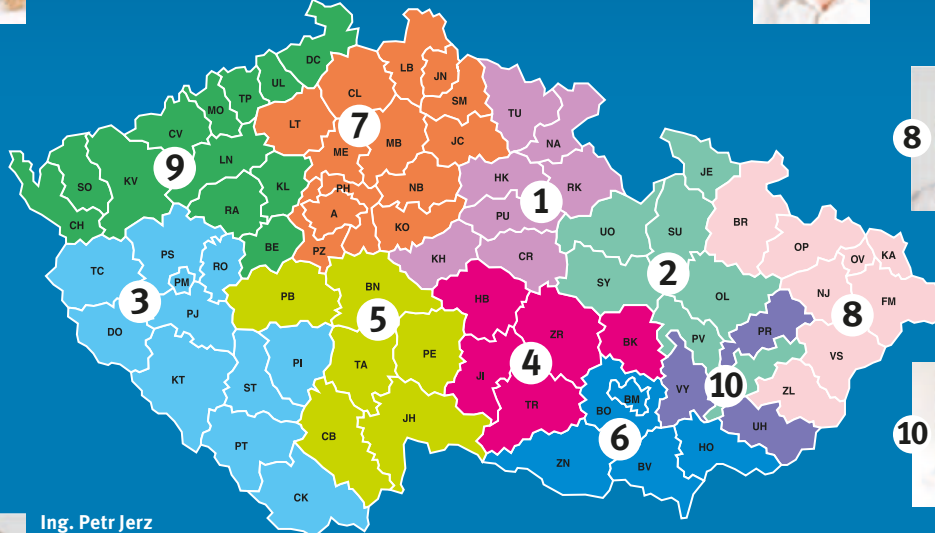 DC
UL
TP
MO
CV
LN
SO
KV
9
KL
RA
CH
BE
LB
JN
CL
SM
LT
7
MB
JC
ME
PH
NB
A
KO
PZ
TU
NA
HK
RK
1
PU
KH
CR
JE
UO
SU
2
SY
OL
PV
BR
OP
OV
KA
NJ
FM
8
VS
ZL
PR
VY
10
UH
TC
PS
RO
PM
3
PJ
DO
KT
ST
PI
PT
CK
PB
BN
5
TA
PE
CB
JH
HB
ZR
BK
4
JI
TR
BO
BM
6
HO
ZN
BV
8
10
Ing. Petr Jerz